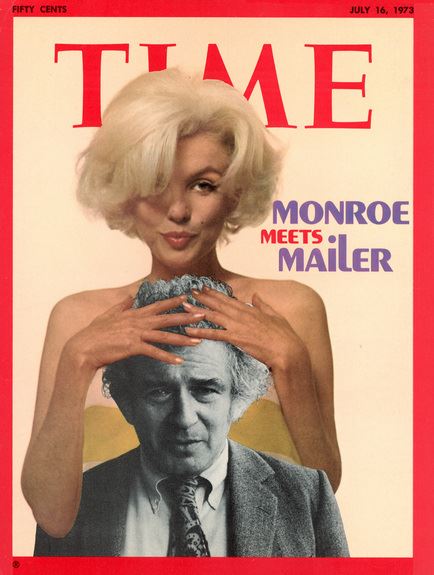 FIFTY CENTS
JULY 16, 1973
TIME
MONROE
MEETS
MAiLER
®